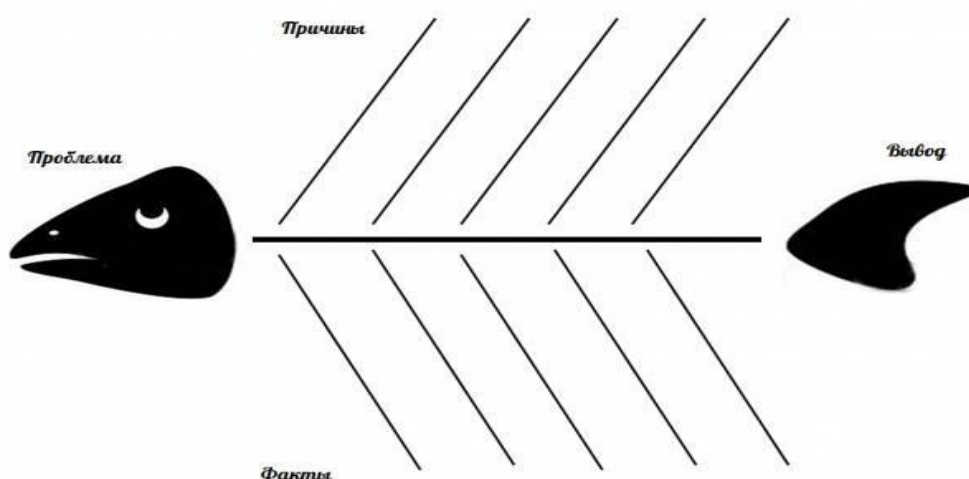 Причины
Проблема
Вывод
Факты